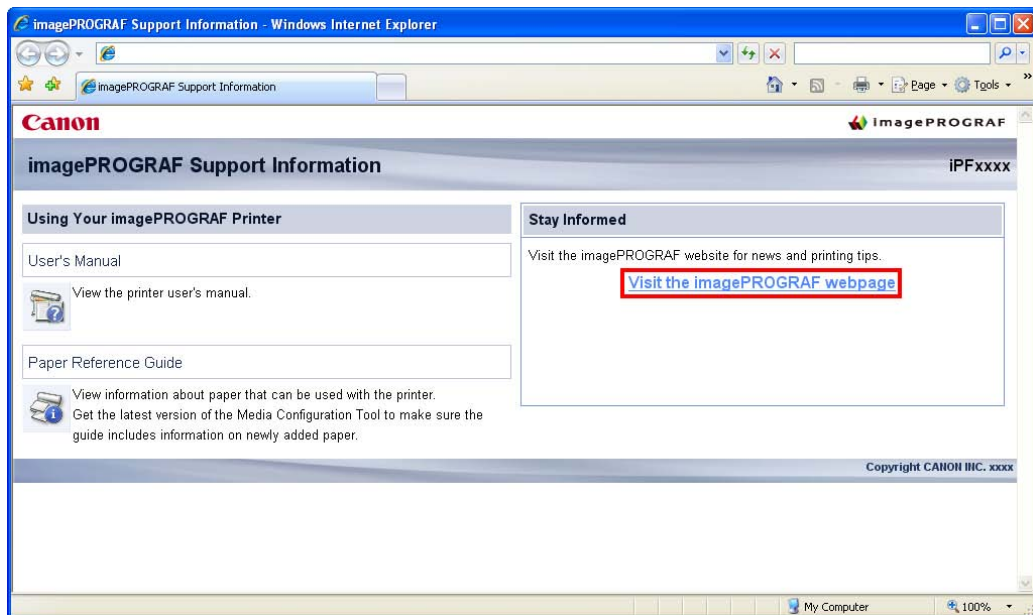 imagePROGRAF Support Information - Windows Internet Explorer
imagePROGRAF Support Information
Page
Tools
»
Canon
imagePROGRAF
imagePROGRAF Support Information
iPFxxxx
Using Your imagePROGRAF Printer
User's Manual
View the printer user's manual.
Paper Reference Guide
View information about paper that can be used with the printer.
Get the latest version of the Media Configuration Tool to make sure the
guide includes information on newly added paper.
Stay Informed
Visit the imagePROGRAF website for news and printing tips.
Visit the imagePROGRAF webpage
Copyright CANON INC. xxxx
My Computer
100%